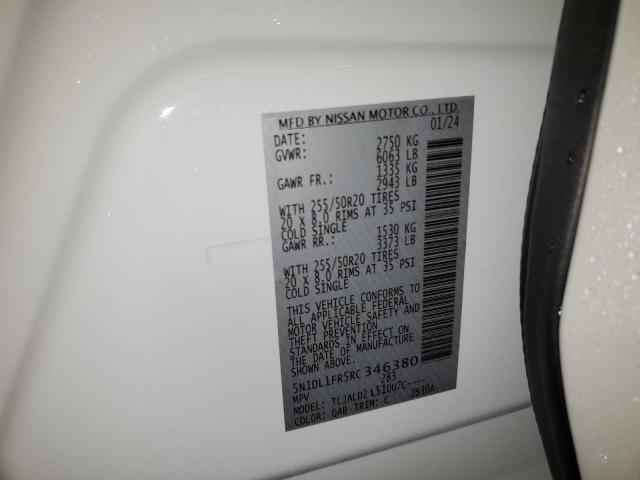 MFD BY NISSAN MOTOR CO., LTD.
DATE: 01/24
GVWR: 2750 KG
6063 LB
GAWR FR.: 1335 KG
2943 LB
WITH 255/50R20 TIRES
20 X 8.0 RIMS AT 35 PSI
COLD SINGLE
GAWR RR.: 1530 KG
3373 LB
WITH 255/50R20 TIRES
20 X 8.0 RIMS AT 35 PSI
COLD SINGLE
THIS VEHICLE CONFORMS TO
ALL APPLICABLE FEDERAL
MOTOR VEHICLE SAFETY AND
THEFT PREVENTION
STANDARDS IN EFFECT ON
THE DATE OF MANUFACTURE
SHOWN ABOVE.
5N1DL1FR5RC346380
MPV 283
MODEL: TLJALD2 L51DU7C----
COLOR: QAB TRIM: C 2S30A